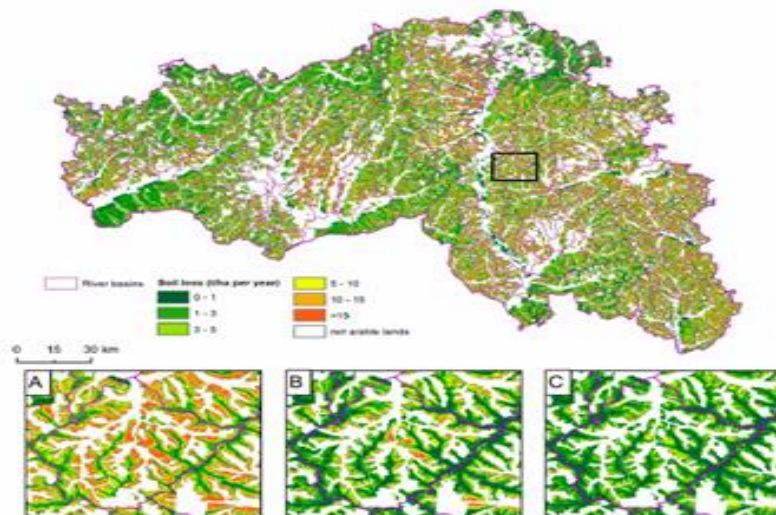 River basins
Soil loss (t/ha per year)
0 - 1
1 - 3
3 - 5
5 - 10
10 - 15
>15
not arable lands
0 15 30 km
A
B
C